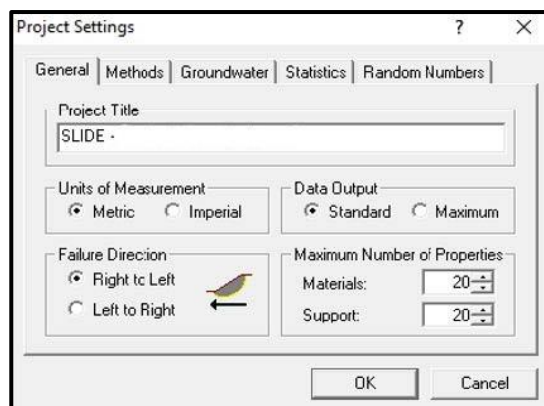 Project Settings ? ×
General Methods Groundwater Statistics Random Numbers
Project Title
SLIDE -
Units of Measurement
Metric Imperial
Data Output
Standard Maximum
Failure Direction
Right to Left
Left to Right
Maximum Number of Properties
Materials: 20
Support: 20
OK Cancel